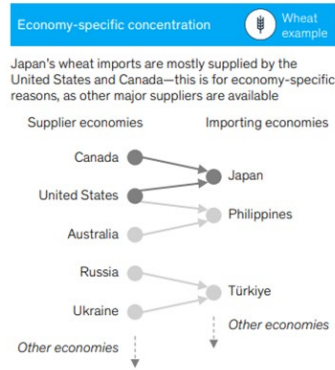 Economy-specific concentration
Wheat
example
Japan's wheat imports are mostly supplied by the
United States and Canada—this is for economy-specific
reasons, as other major suppliers are available
Supplier economies
Importing economies
Canada
Japan
United States
Philippines
Australia
Russia
Türkiye
Ukraine
Other economies
Other economies